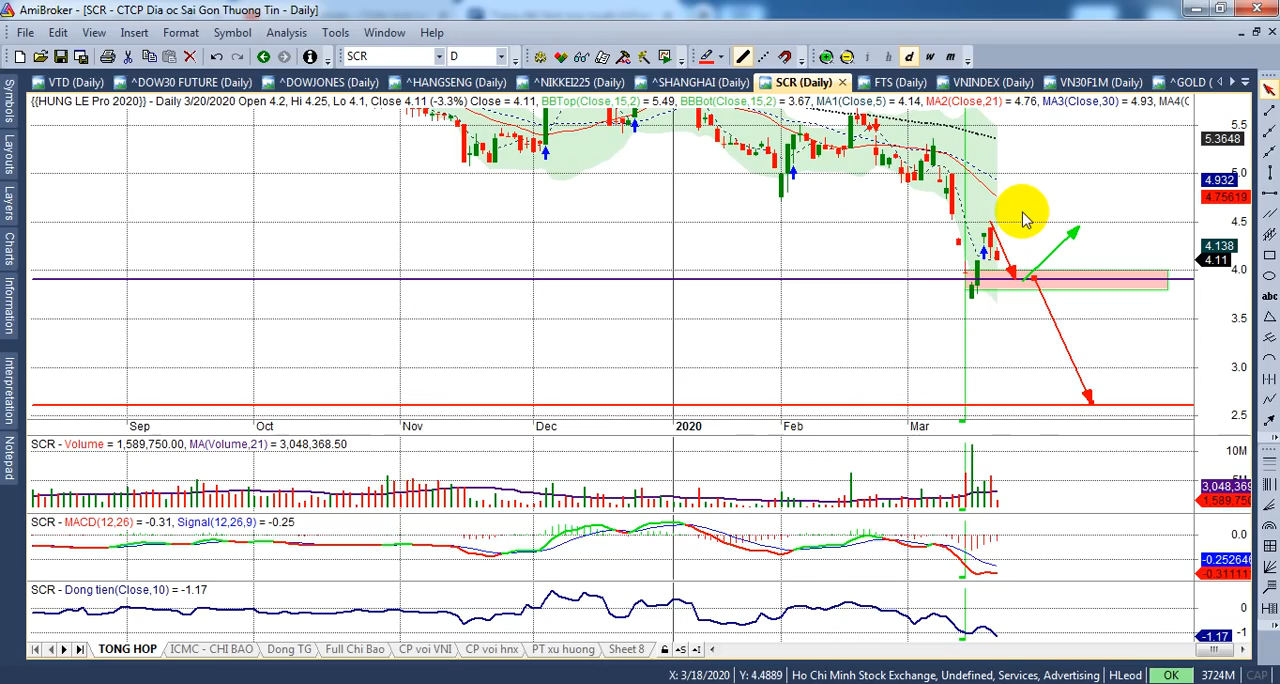 AmiBroker - [SCR - CTCP Dia oc Sai Gon Thuong Tin - Daily]
File Edit View Insert Format Symbol Analysis Tools Window Help
SCR D d w m
VTD (Daily) ^DOW30 FUTURE (Daily) ^DOWJONES (Daily) ^HANGSENG (Daily) ^NIKKEI225 (Daily) ^SHANGHAI (Daily) SCR (Daily) FTS (Daily) VNINDEX (Daily) VN30F1M (Daily) ^GOLD (
Symbols
Layouts
Layers
Charts
Information
Interpretation
Notepad
{{HUNG LE Pro 2020}} - Daily 3/20/2020 Open 4.2, Hi 4.25, Lo 4.1, Close 4.11 (-3.3%) Close = 4.11, BBTop(Close,15,2) = 5.49, BBBot(Close,15,2) = 3.67, MA1(Close,5) = 4.14, MA2(Close,21) = 4.76, MA3(Close,30) = 4.93, MA4(C
5.5
5.3648
5.0
4.932
4.75619
4.5
4.138
4.11
4.0
3.5
3.0
2.5
Sep Oct Nov Dec 2020 Feb Mar
SCR - Volume = 1,589,750.00, MA(Volume,21) = 3,048,368.50
10M
3,048,369
1,589,750
SCR - MACD(12,26) = -0.31, Signal(12,26,9) = -0.25
0.0
-0.252646
-0.31111
SCR - Dong tien(Close,10) = -1.17
0
-1
-1.17
abc
TONG HOP ICMC - CHI BAO Dong TG Full Chi Bao CP voi VNI CP voi hnx PT xu huong Sheet 8
X: 3/18/2020 Y: 4.4889 Ho Chi Minh Stock Exchange, Undefined, Services, Advertising HLeod OK 3724M CAP